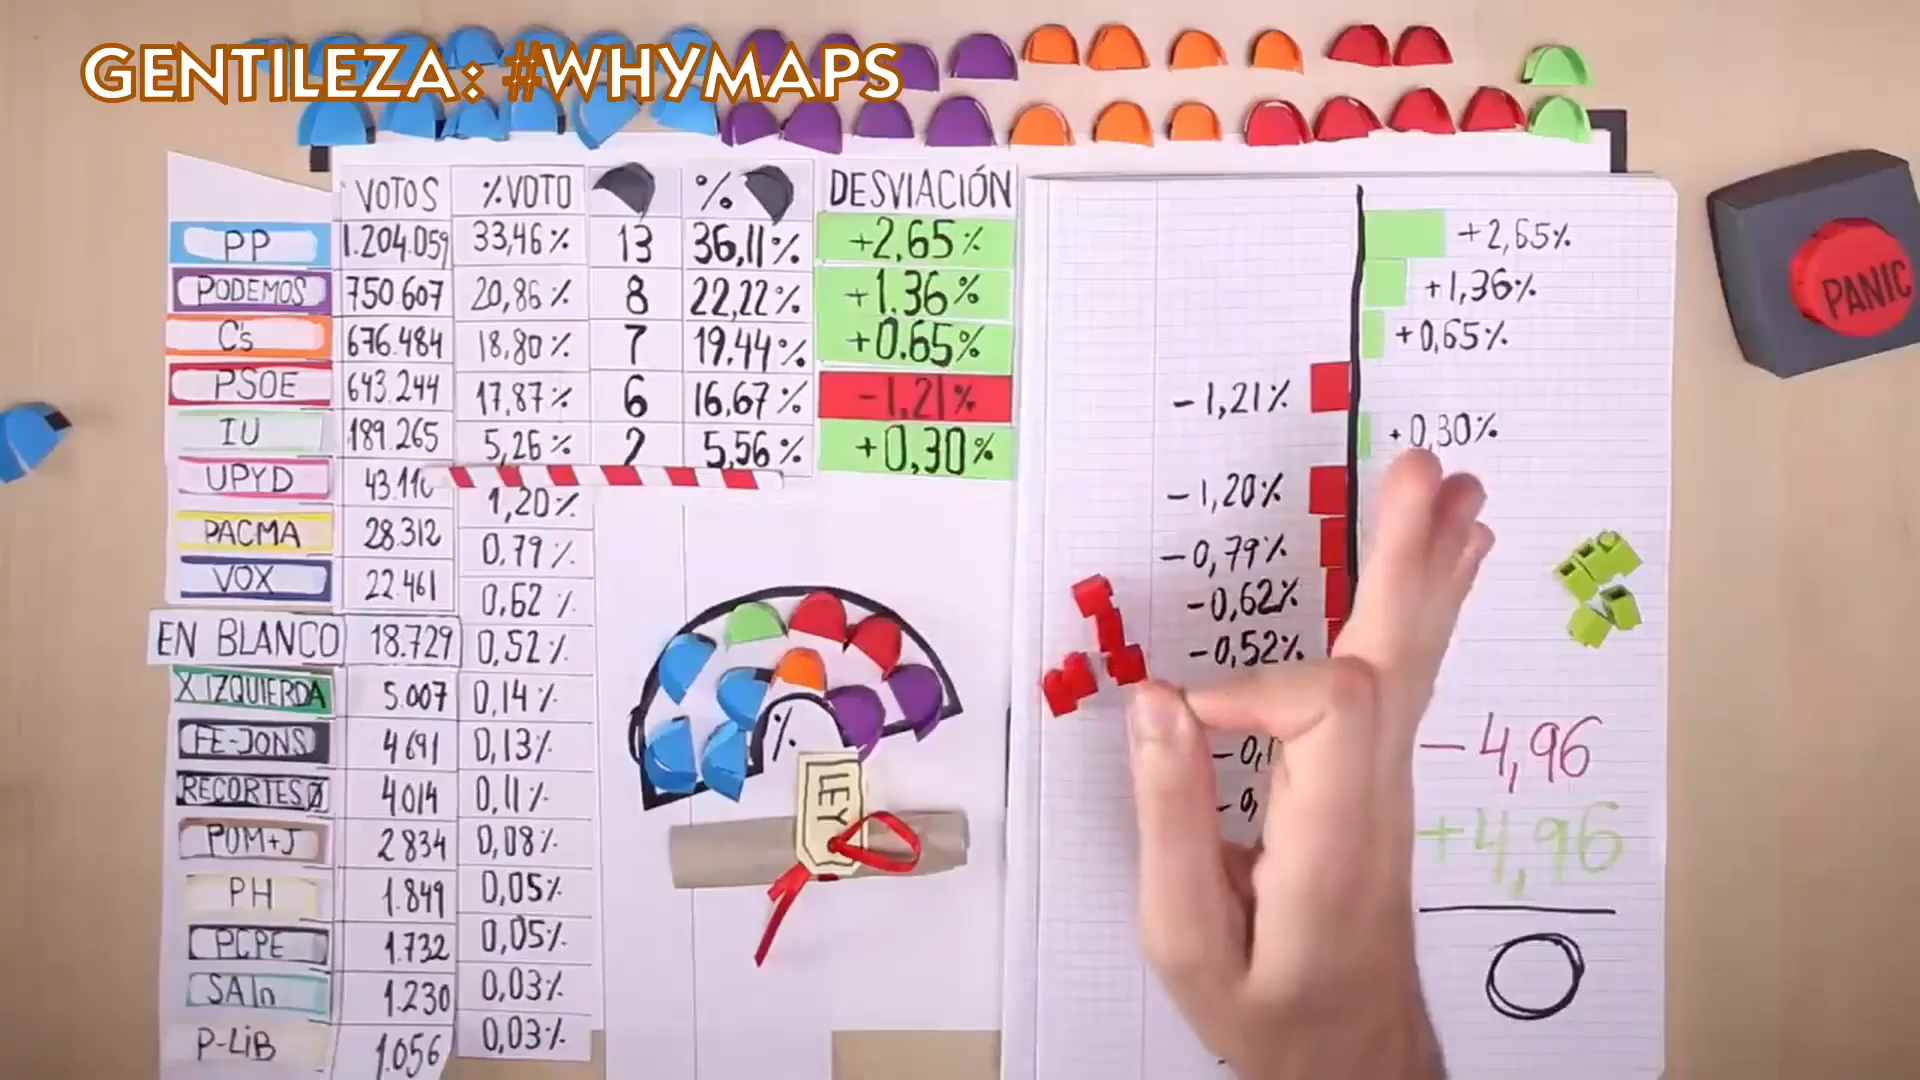 GENTILEZA: #WHYMAPS
VOTOS %VOTO % DESVIACIÓN
PP 1.204.059 33,46% 13 36,11% +2,65%
PODEMOS 750.607 20,86% 8 22,22% +1.36%
C's 676.484 18,80% 7 19,44% +0.65%
PSOE 643.244 17,87% 6 16,67% -1,21%
IU 189.265 5,26% 2 5,56% +0,30%
UPYD 1,20%
PACMA 28.312 0,79%
VOX 22.461 0,62%
EN BLANCO 18.729 0,52%
X IZQUIERDA 5.007 0,14%
FE-JONS 4691 0,13%
RECORTES Ø 4014 0,11%
PUM+J 2834 0,08%
PH 1.849 0,05%
PCPE 1.732 0,05%
SAIn 1.230 0,03%
P-LiB 1.056 0,03%
%
LEY
+2,65%
+1,36%
+0,65%
-1,21%
+0,30%
-1,20%
-0,79%
-0,62%
-0,52%
-4,96
+4,96
0
PANIC